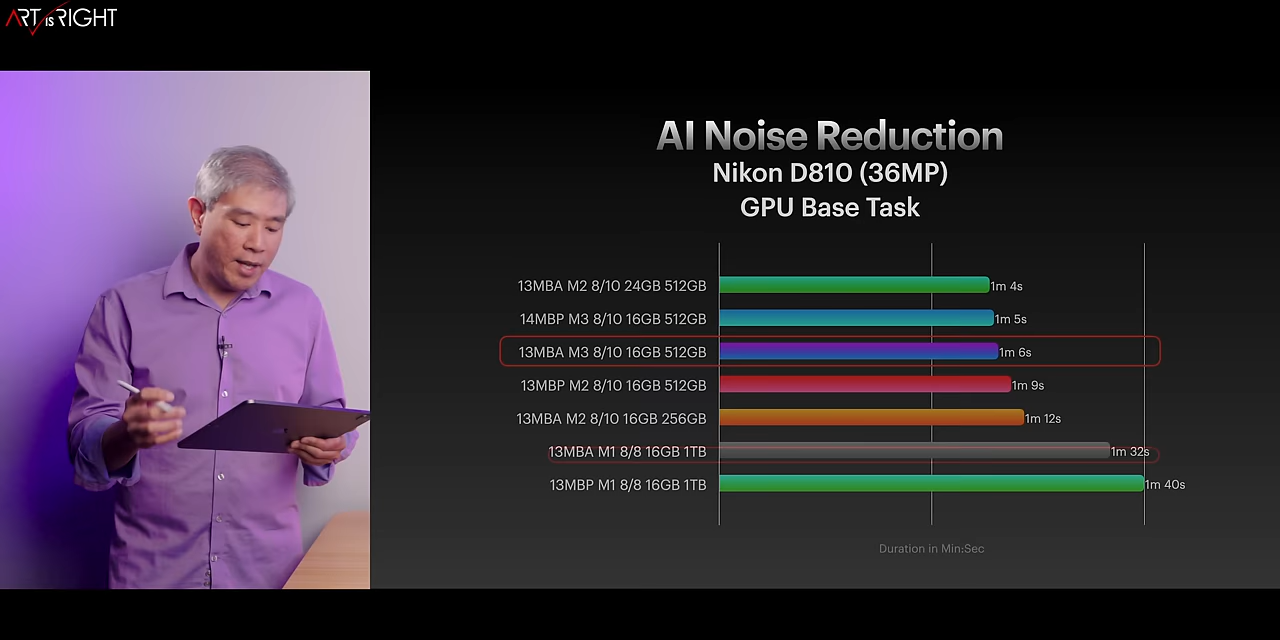 ART IS RIGHT
AI Noise Reduction
Nikon D810 (36MP)
GPU Base Task
13MBA M2 8/10 24GB 512GB 1m 4s
14MBP M3 8/10 16GB 512GB 1m 5s
13MBA M3 8/10 16GB 512GB 1m 6s
13MBP M2 8/10 16GB 512GB 1m 9s
13MBA M2 8/10 16GB 256GB 1m 12s
13MBA M1 8/8 16GB 1TB 1m 32s
13MBP M1 8/8 16GB 1TB 1m 40s
Duration in Min:Sec